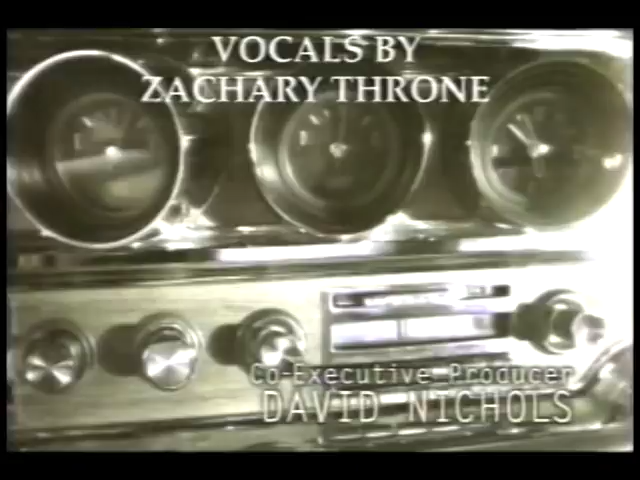 VOCALS BY
ZACHARY THRONE
Co-Executive Producer
DAVID NICHOLS